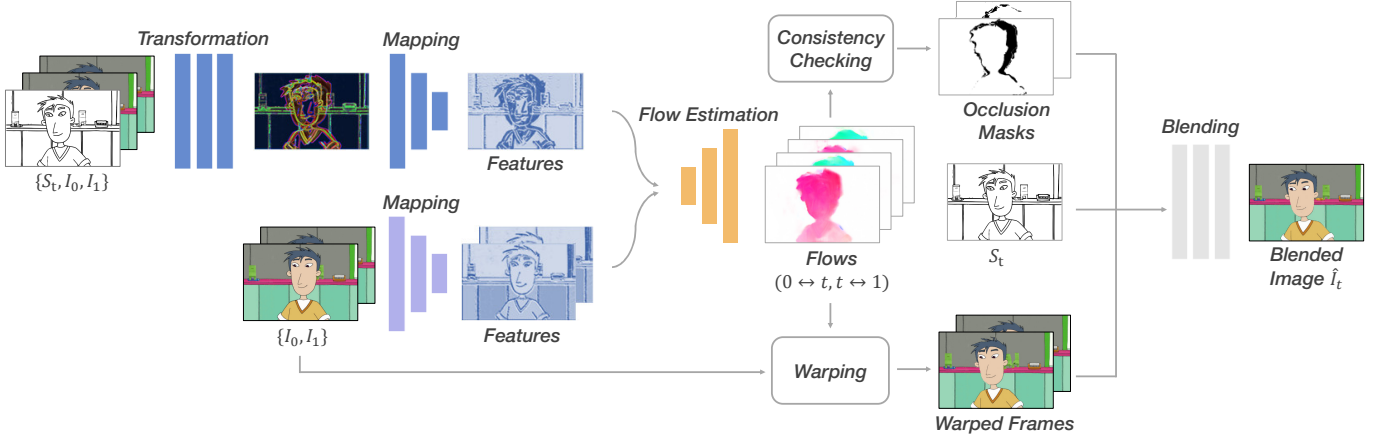 Transformation
Mapping
{S_t, I_0, I_1}
Features
Mapping
{I_0, I_1}
Features
Flow Estimation
Consistency
Checking
Flows
(0 ↔ t, t ↔ 1)
Warping
Occlusion
Masks
S_t
Warped Frames
Blending
Blended
Image Î_t